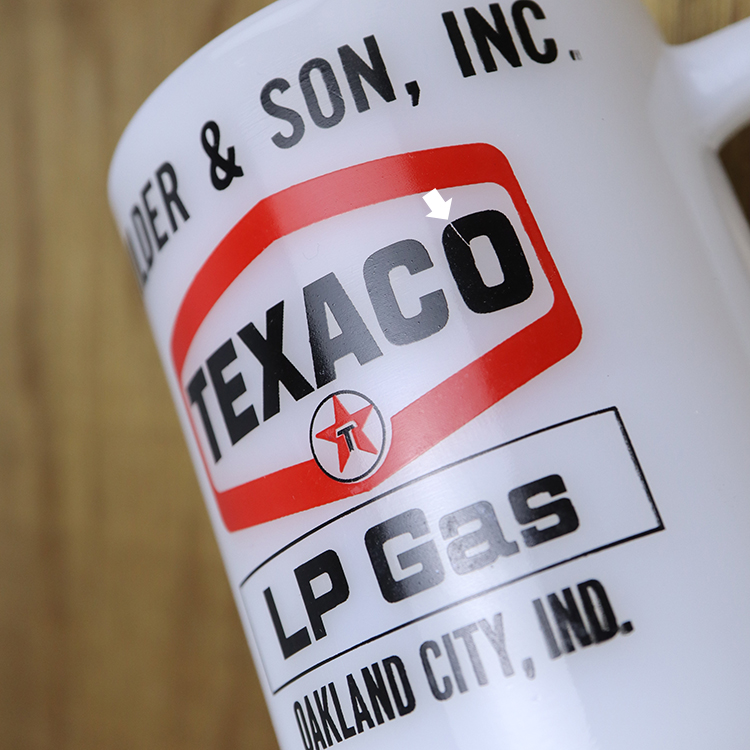 & SON, INC.
TEXACO
T
LP Gas
OAKLAND CITY, IND.